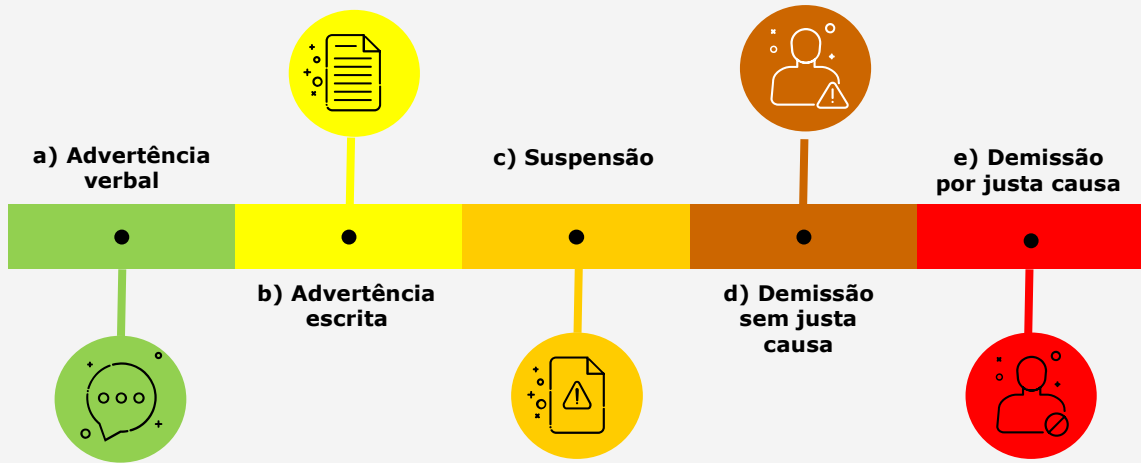 a) Advertência
verbal
b) Advertência
escrita
c) Suspensão
d) Demissão
sem justa
causa
e) Demissão
por justa causa